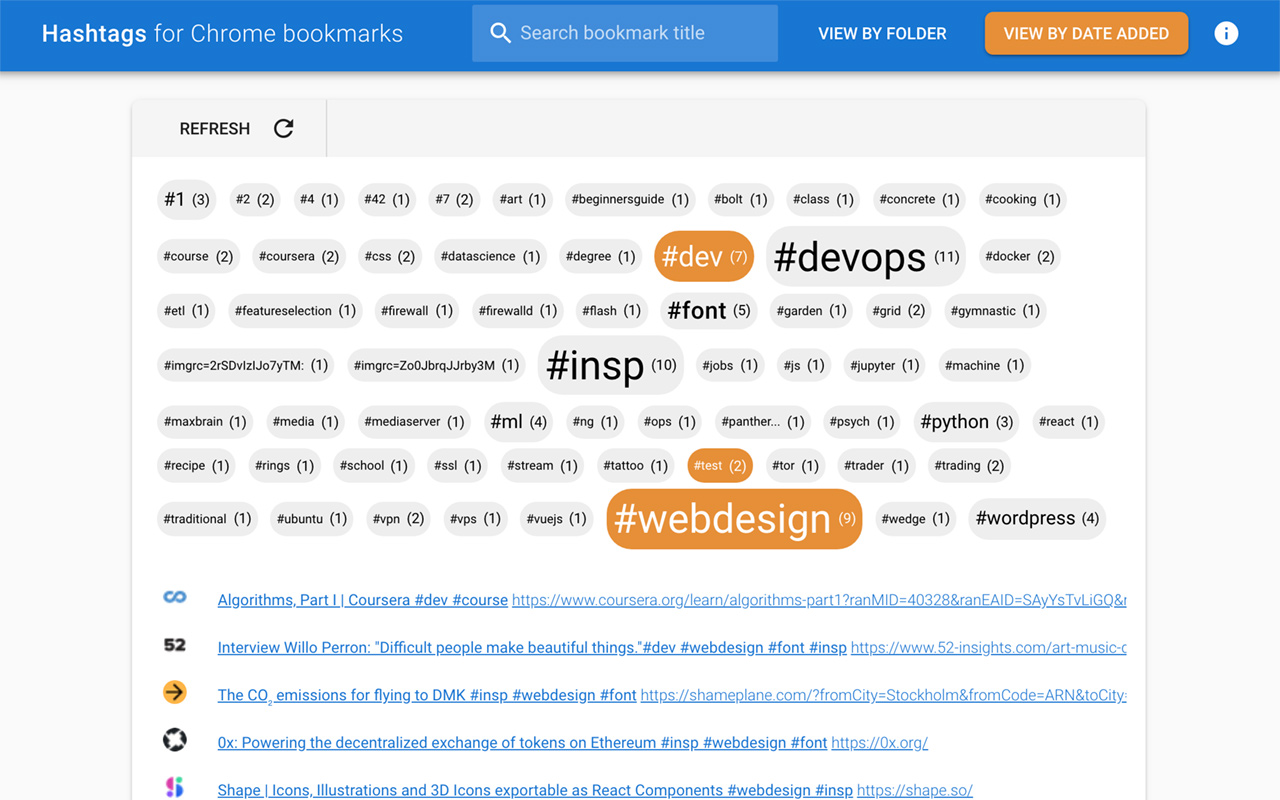 Hashtags for Chrome bookmarks
Search bookmark title
VIEW BY FOLDER
VIEW BY DATE ADDED
REFRESH
#1 (3) #2 (2) #4 (1) #42 (1) #7 (2) #art (1) #beginnersguide (1) #bolt (1) #class (1) #concrete (1) #cooking (1)
#course (2) #coursera (2) #css (2) #datascience (1) #degree (1) #dev (7) #devops (11) #docker (2)
#etl (1) #featureselection (1) #firewall (1) #firewalld (1) #flash (1) #font (5) #garden (1) #grid (2) #gymnastic (1)
#imgrc=2rSDvIzIJo7yTM: (1) #imgrc=Zo0JbrqJJrby3M (1) #insp (10) #jobs (1) #js (1) #jupyter (1) #machine (1)
#maxbrain (1) #media (1) #mediaserver (1) #ml (4) #ng (1) #ops (1) #panther... (1) #psych (1) #python (3) #react (1)
#recipe (1) #rings (1) #school (1) #ssl (1) #stream (1) #tattoo (1) #test (2) #tor (1) #trader (1) #trading (2)
#traditional (1) #ubuntu (1) #vpn (2) #vps (1) #vuejs (1) #webdesign (9) #wedge (1) #wordpress (4)
Algorithms, Part I | Coursera #dev #course https://www.coursera.org/learn/algorithms-part1?ranMID=40328&ranEAID=SAyYsTvLiGQ&r
52 Interview Willo Perron: "Difficult people make beautiful things."#dev #webdesign #font #insp https://www.52-insights.com/art-music-d
The CO₂ emissions for flying to DMK #insp #webdesign #font https://shameplane.com/?fromCity=Stockholm&fromCode=ARN&toCity=
0x: Powering the decentralized exchange of tokens on Ethereum #insp #webdesign #font https://0x.org/
Shape | Icons, Illustrations and 3D Icons exportable as React Components #webdesign #insp https://shape.so/